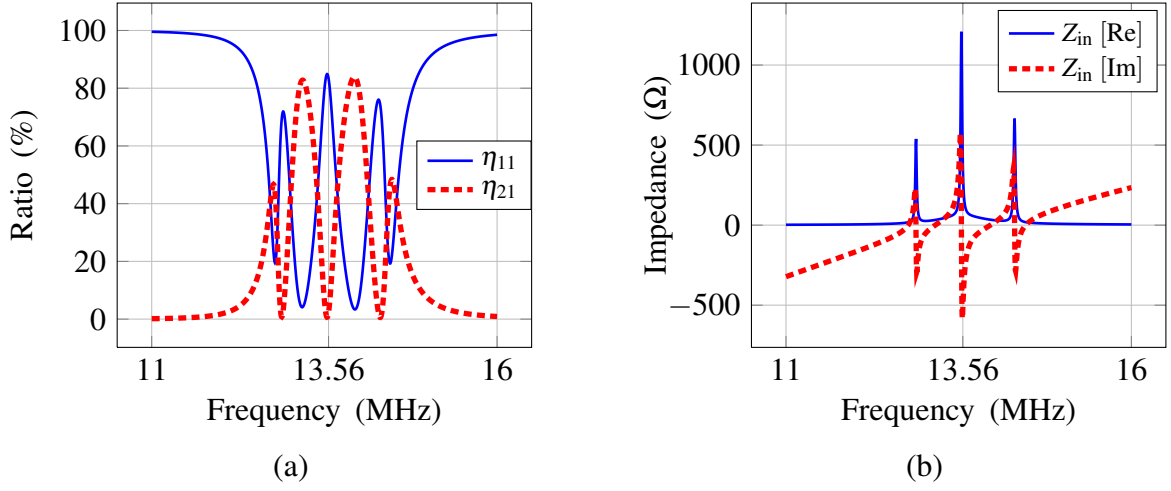 100
80
60
40
20
0
Ratio (%)
η11
η21
11
13.56
16
Frequency (MHz)
(a)
1000
500
0
−500
Impedance (Ω)
Zin [Re]
Zin [Im]
11
13.56
16
Frequency (MHz)
(b)